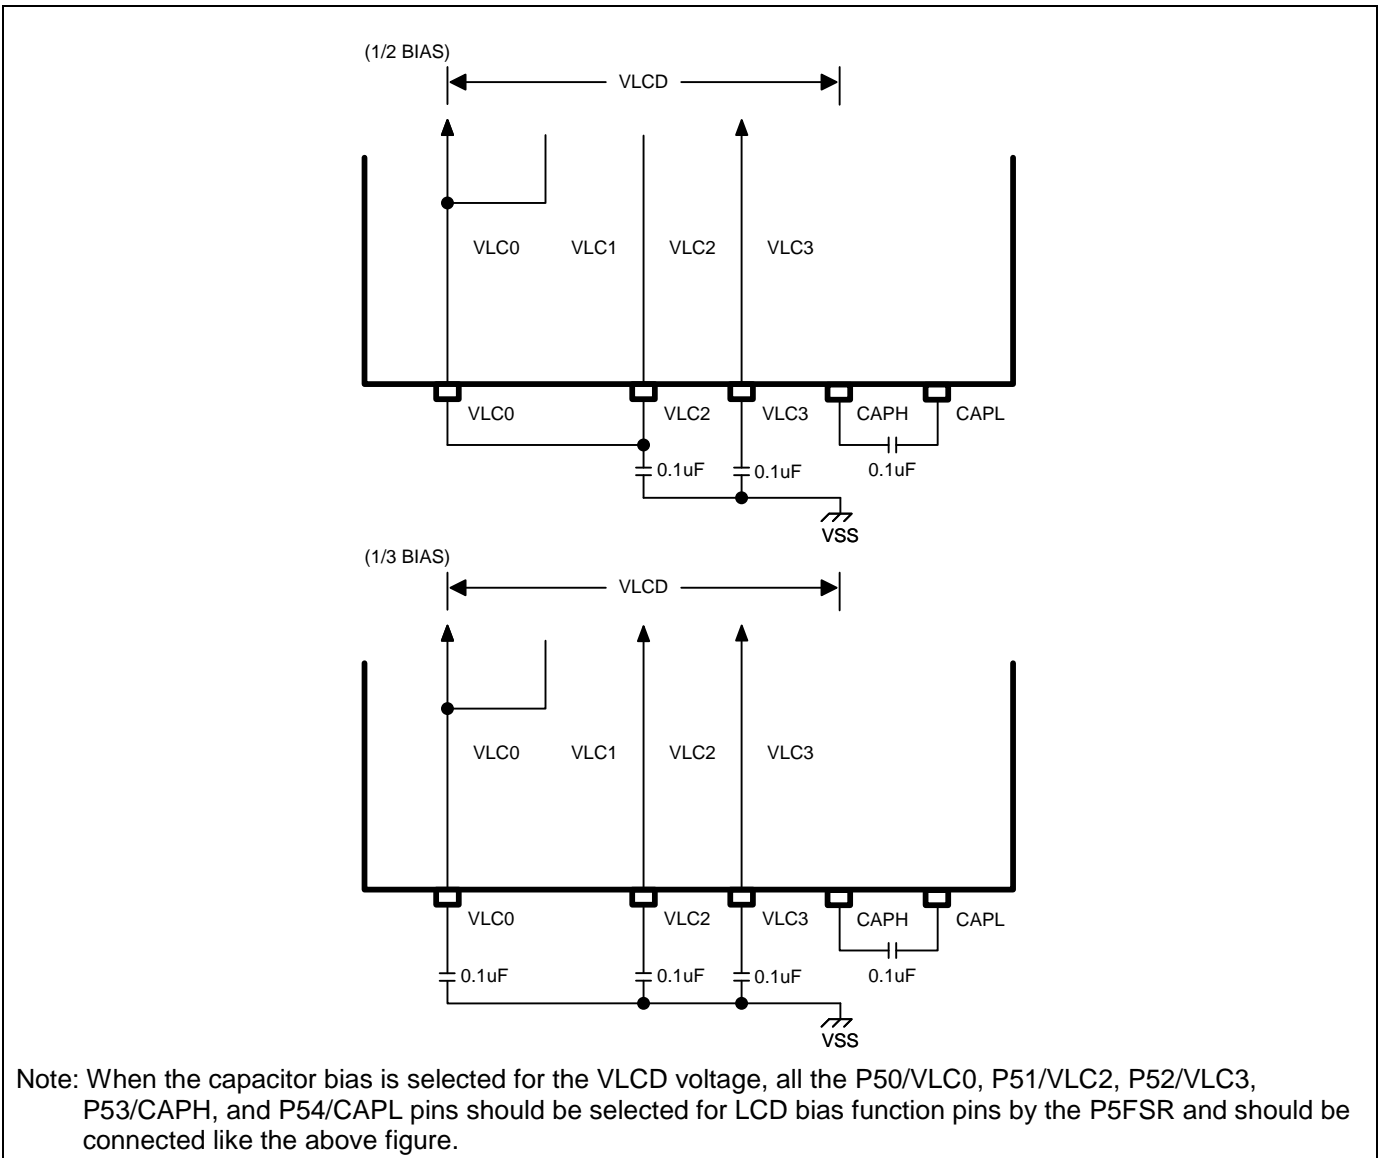 (1/2 BIAS)
VLCD
VLC0 VLC1 VLC2 VLC3
VLC0 VLC2 VLC3 CAPH CAPL
0.1uF 0.1uF 0.1uF
VSS
(1/3 BIAS)
VLCD
VLC0 VLC1 VLC2 VLC3
VLC0 VLC2 VLC3 CAPH CAPL
0.1uF 0.1uF 0.1uF 0.1uF
VSS
Note: When the capacitor bias is selected for the VLCD voltage, all the P50/VLC0, P51/VLC2, P52/VLC3,
P53/CAPH, and P54/CAPL pins should be selected for LCD bias function pins by the P5FSR and should be
connected like the above figure.